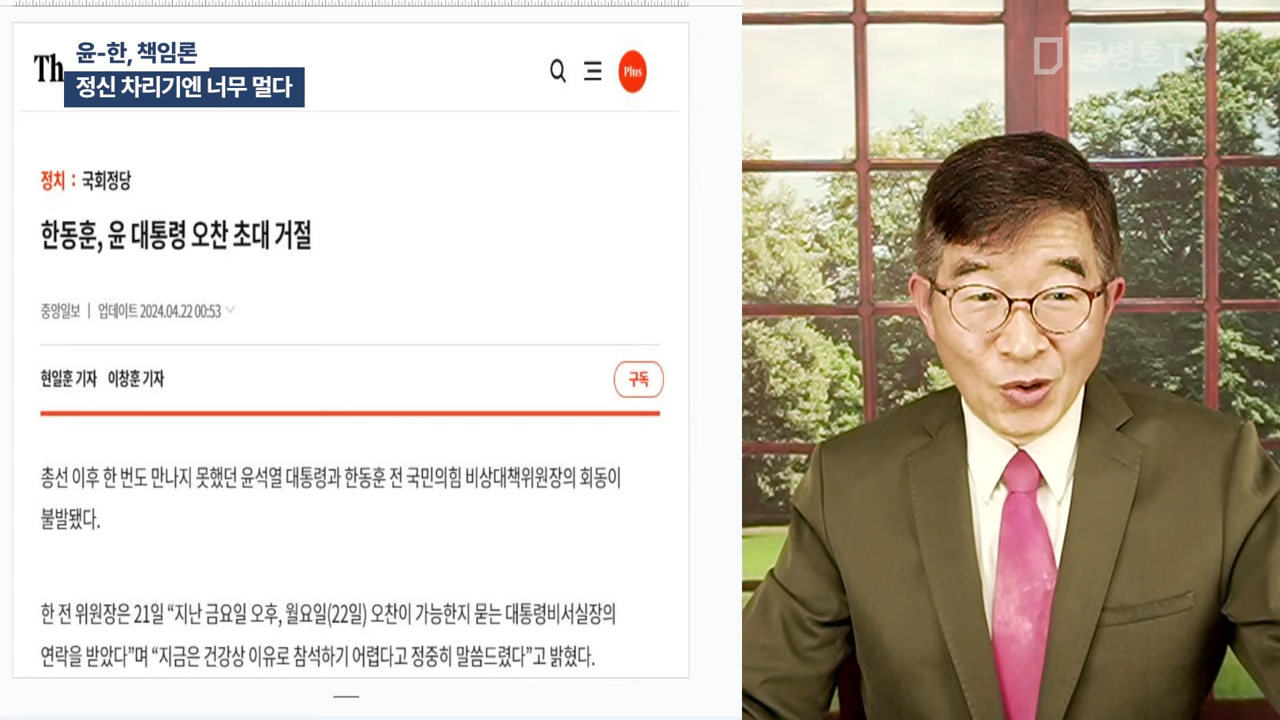 윤-한, 책임론
Th
정신 차리기엔 너무 멀다
Plus
공병호TV
정치 : 국회정당
한동훈, 윤 대통령 오찬 초대 거절
중앙일보 | 업데이트 2024.04.22 00:53
현일훈 기자 이창훈 기자
구독
총선 이후 한 번도 만나지 못했던 윤석열 대통령과 한동훈 전 국민의힘 비상대책위원장의 회동이
불발됐다.
한 전 위원장은 21일 “지난 금요일 오후, 월요일(22일) 오찬이 가능한지 묻는 대통령비서실장의
연락을 받았다”며 “지금은 건강상 이유로 참석하기 어렵다고 정중히 말씀드렸다”고 밝혔다.